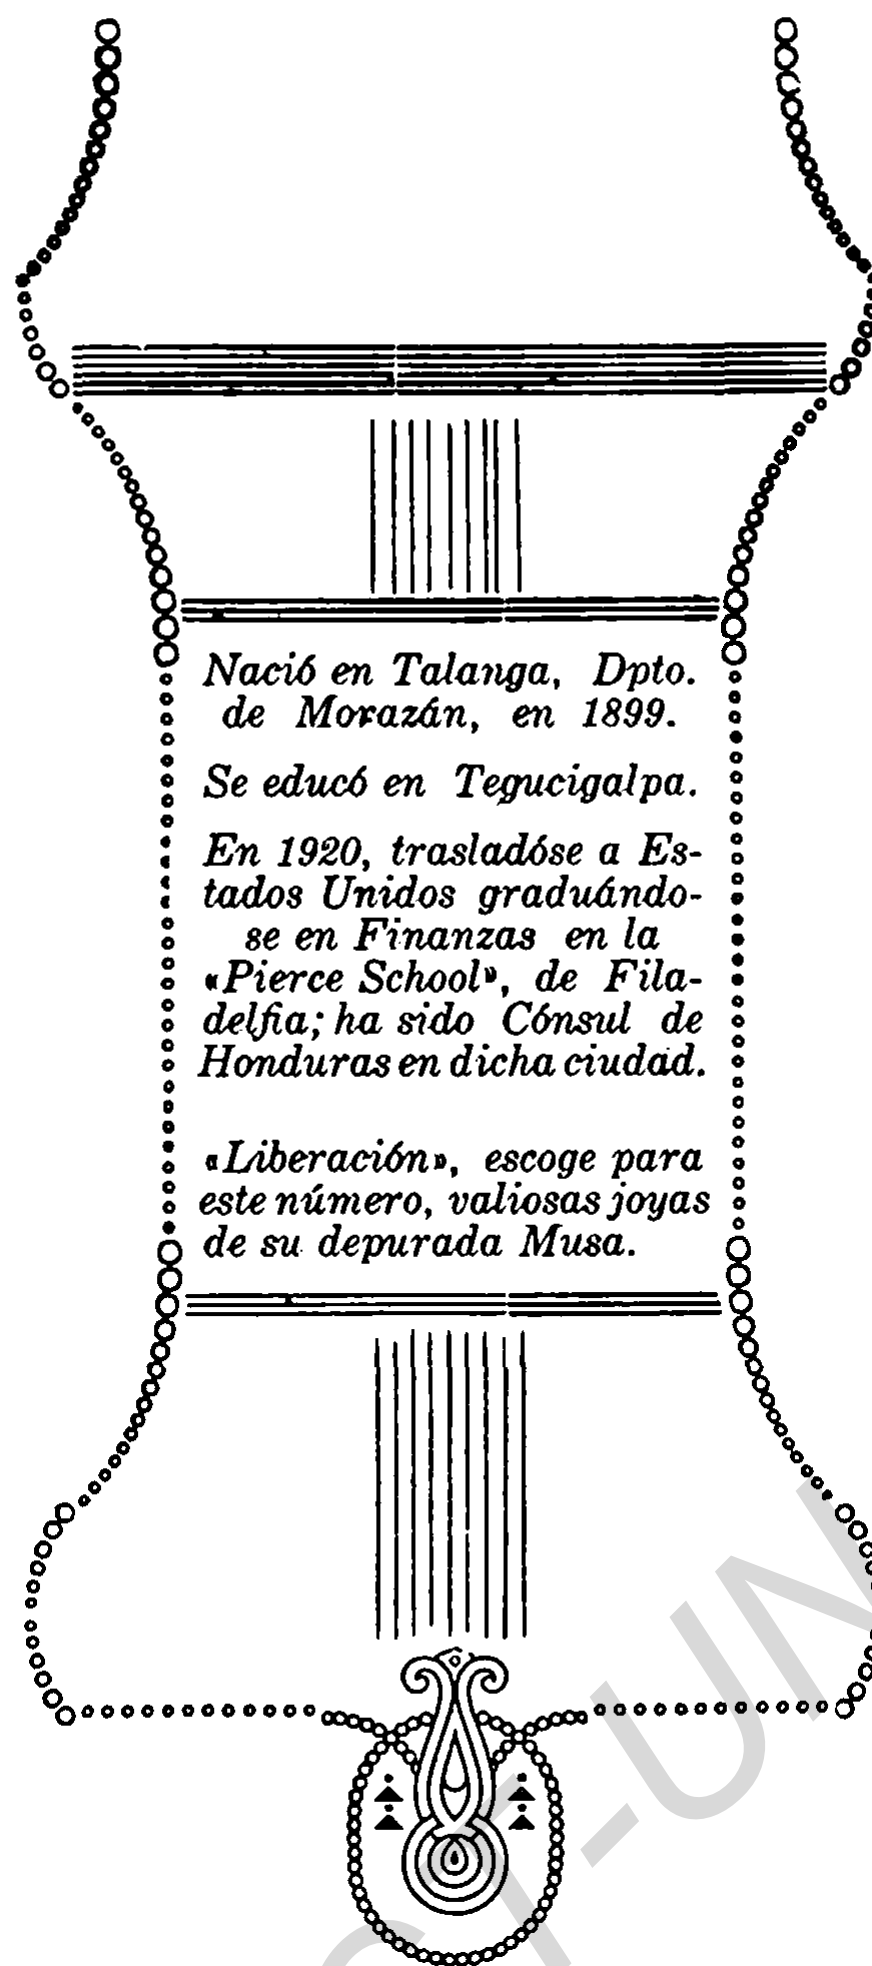 Nació en Talanga, Dpto.
de Morazán, en 1899.
Se educó en Tegucigalpa.
En 1920, trasladóse a Es-
tados Unidos graduándo-
se en Finanzas en la
«Pierce School», de Fila-
delfia; ha sido Cónsul de
Honduras en dicha ciudad.
«Liberación», escoge para
este número, valiosas joyas
de su depurada Musa.